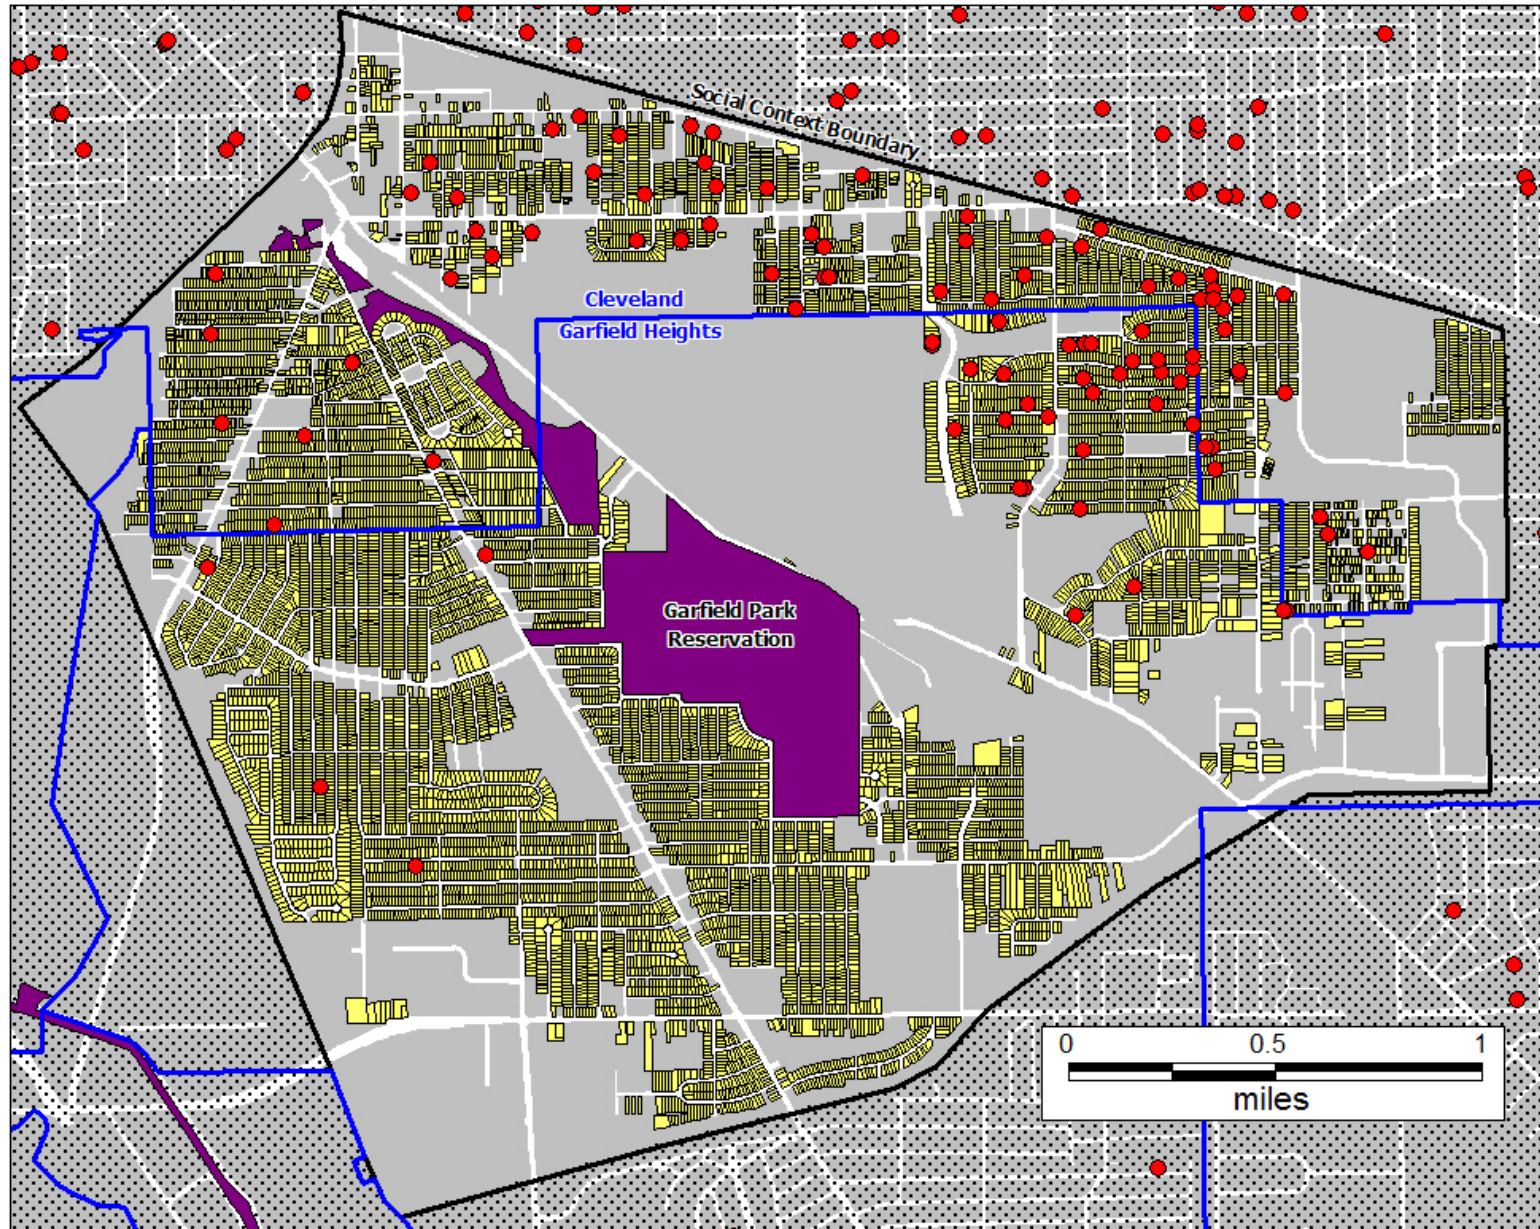 Social Context Boundary
Cleveland
Garfield Heights
Garfield Park
Reservation
0 0.5 1
miles